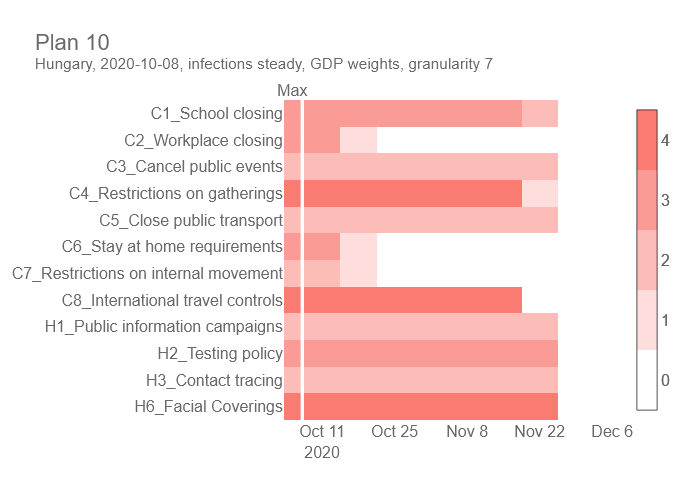 Plan 10
Hungary, 2020-10-08, infections steady, GDP weights, granularity 7
Max
C1_School closing
C2_Workplace closing
C3_Cancel public events
C4_Restrictions on gatherings
C5_Close public transport
C6_Stay at home requirements
C7_Restrictions on internal movement
C8_International travel controls
H1_Public information campaigns
H2_Testing policy
H3_Contact tracing
H6_Facial Coverings
Oct 11 Oct 25 Nov 8 Nov 22 Dec 6
2020
4
3
2
1
0